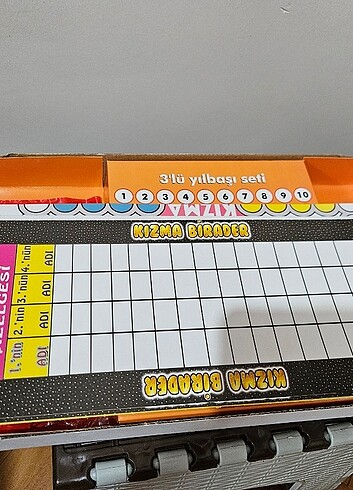 3'lü yılbaşı seti
1 2 3 4 5 6 7 8 9 10
KIZMA
KIZMA BİRADER
4.'nün ADI
3.'nün ADI
2.'nin ADI
1.'nin ADI
KIZMA BİRADER